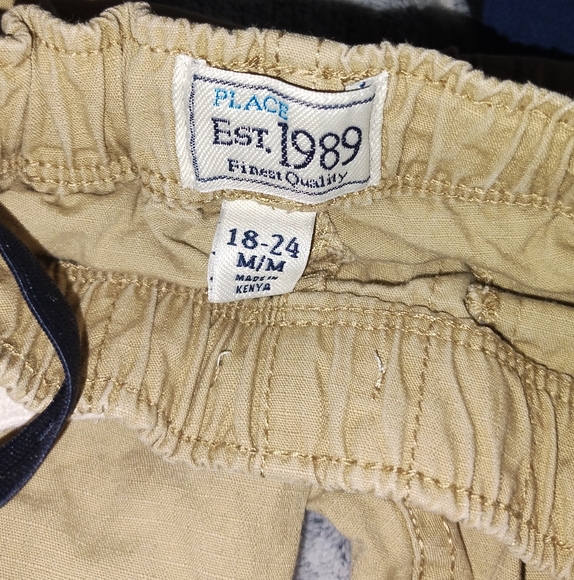 PLACE
EST. 1989
Finest Quality
18-24
M/M
MADE IN
KENYA